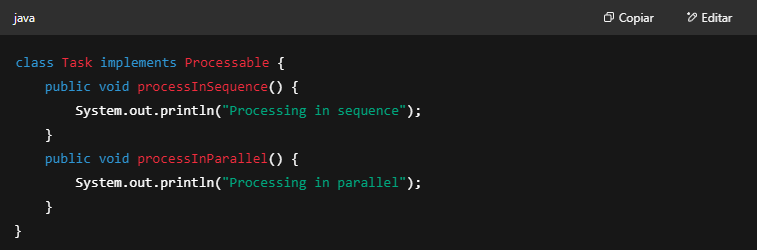 java Copiar Editar
class Task implements Processable {
    public void processInSequence() {
        System.out.println("Processing in sequence");
    }
    public void processInParallel() {
        System.out.println("Processing in parallel");
    }
}